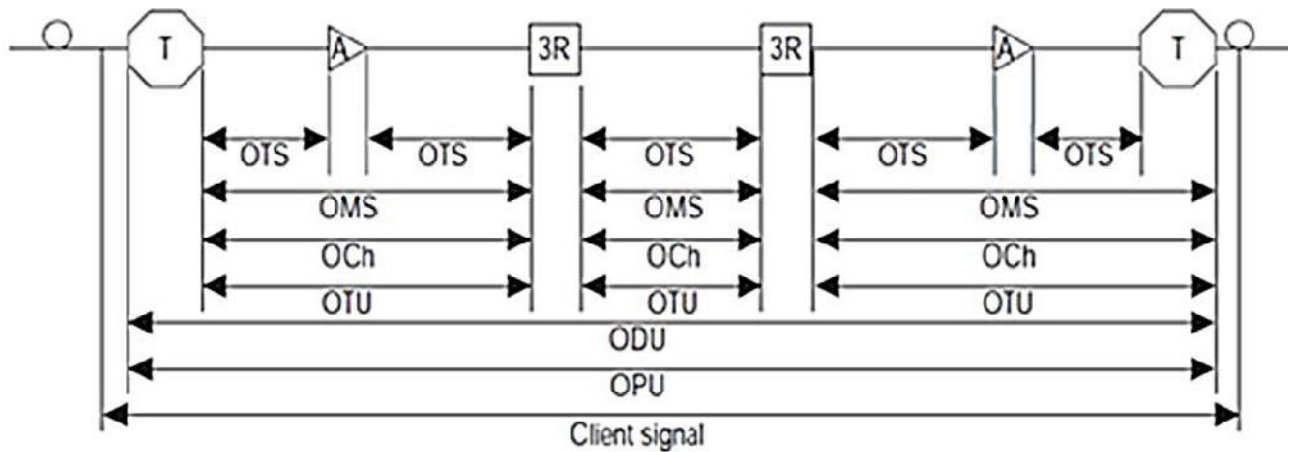 T A 3R 3R A T
OTS OTS OTS OTS OTS
OMS OMS OMS
OCh OCh OCh
OTU OTU OTU
ODU
OPU
Client signal